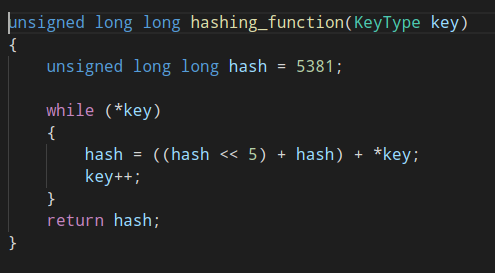 unsigned long long hashing_function(KeyType key)
{
    unsigned long long hash = 5381;

    while (*key)
    {
        hash = ((hash << 5) + hash) + *key;
        key++;
    }
    return hash;
}